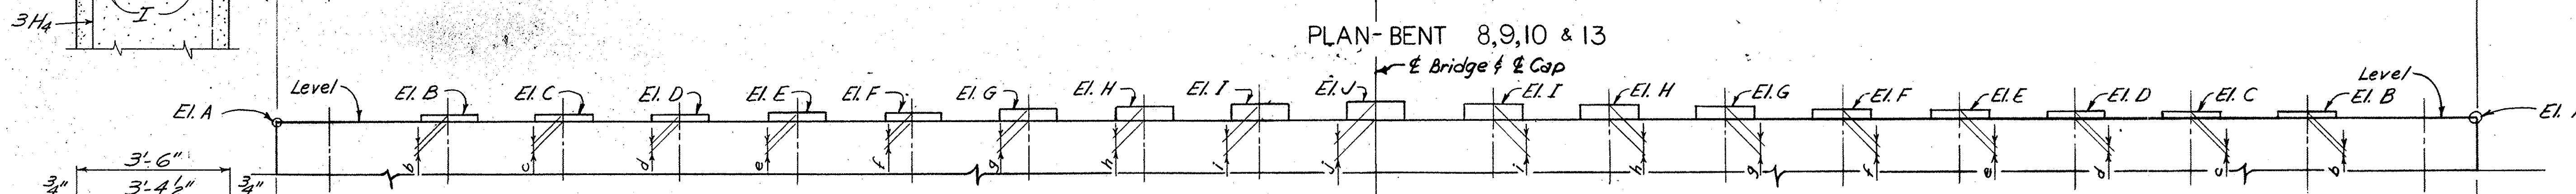 3H4
I
PLAN- BENT 8,9,10 & 13
℄ Bridge & ℄ Cap
El. A
Level
El. B
El. C
El. D
El. E
El. F
El. G
El. H
El. I
El. J
El. I
El. H
El. G
El. F
El. E
El. D
El. C
El. B
Level
El.
b
c
d
e
f
g
h
i
j
i
h
g
f
e
d
c
b
3'-6"
3/4"
3'-4½"
3/4"